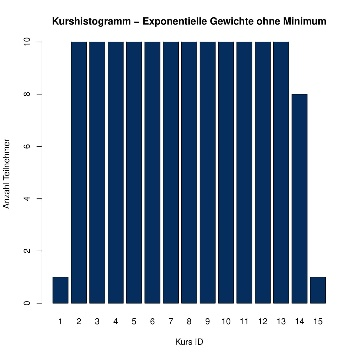 Kurshistogramm – Exponentielle Gewichte ohne Minimum
Anzahl Teilnehmer
10
8
6
4
2
0
1 2 3 4 5 6 7 8 9 10 11 12 13 14 15
Kurs ID